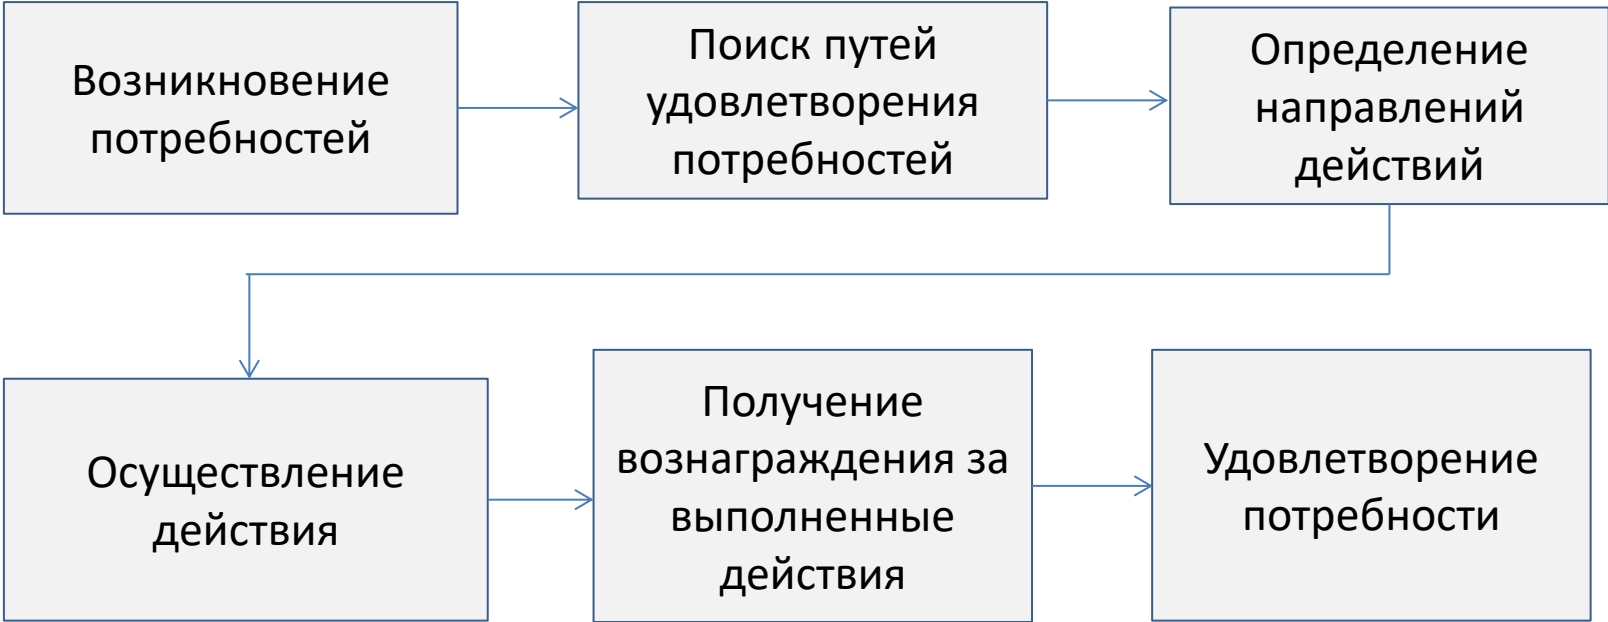 Возникновение
потребностей
Поиск путей
удовлетворения
потребностей
Определение
направлений
действий
Осуществление
действия
Получение
вознаграждения за
выполненные
действия
Удовлетворение
потребности